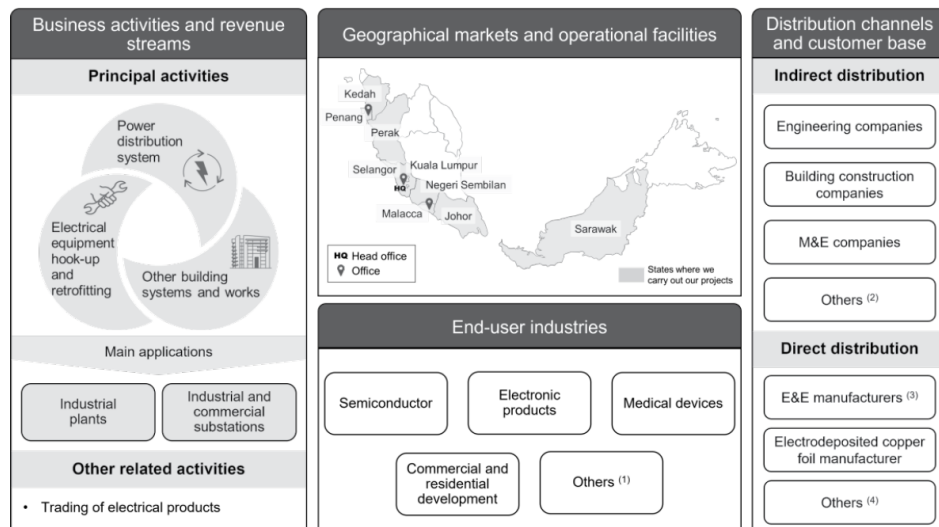 Business activities and revenue
streams
Principal activities
Power
distribution
system
Electrical
equipment
hook-up
and
retrofitting
Other building
systems and works
Main applications
Industrial
plants
Industrial and
commercial
substations
Other related activities
• Trading of electrical products
Geographical markets and operational facilities
Kedah
Penang
Perak
Selangor
Kuala Lumpur
HQ
Negeri Sembilan
Malacca
Johor
Sarawak
HQ Head office
Office
States where we
carry out our projects
End-user industries
Semiconductor
Electronic
products
Medical devices
Commercial and
residential
development
Others (1)
Distribution channels
and customer base
Indirect distribution
Engineering companies
Building construction
companies
M&E companies
Others (2)
Direct distribution
E&E manufacturers (3)
Electrodeposited copper
foil manufacturer
Others (4)